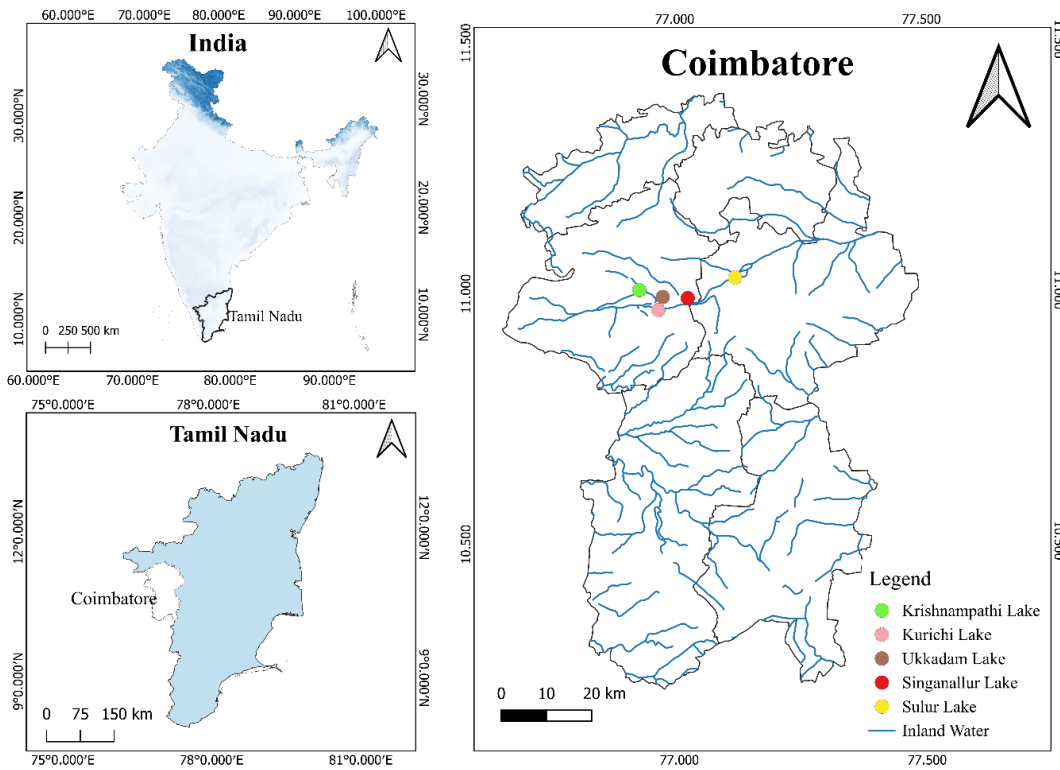 60.000°E 70.000°E 80.000°E 90.000°E 100.000°E
India
30.000°N
30.000°N
20.000°N
20.000°N
10.000°N
10.000°N
Tamil Nadu
0 250 500 km
60.000°E 70.000°E 80.000°E 90.000°E
75°0.000'E 78°0.000'E 81°0.000'E
Tamil Nadu
12°0.000'N
12°0.000'N
Coimbatore
9°0.000'N
9°0.000'N
0 75 150 km
75°0.000'E 78°0.000'E 81°0.000'E
77.000 77.500
11.500
Coimbatore
11.000
10.500
Legend
Krishnampathi Lake
Kurichi Lake
Ukkadam Lake
Singanallur Lake
Sulur Lake
Inland Water
0 10 20 km
77.000 77.500